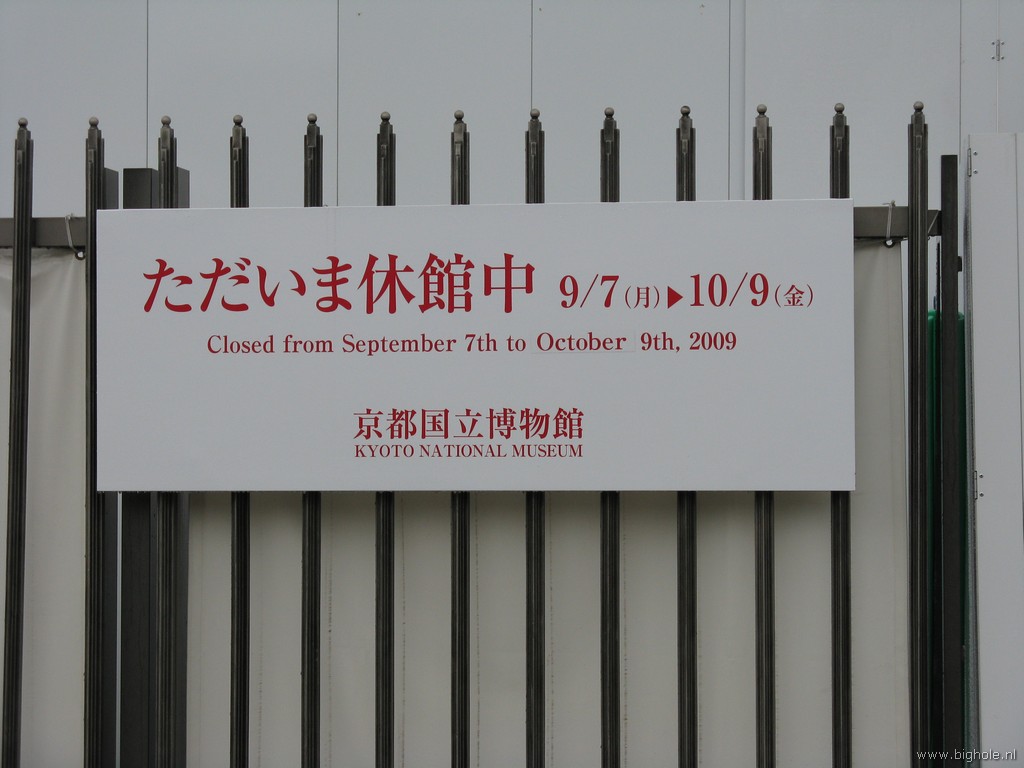 ただいま休館中 9/7(月)▶10/9(金)
Closed from September 7th to October 9th, 2009
京都国立博物館
KYOTO NATIONAL MUSEUM
www.bighole.nl